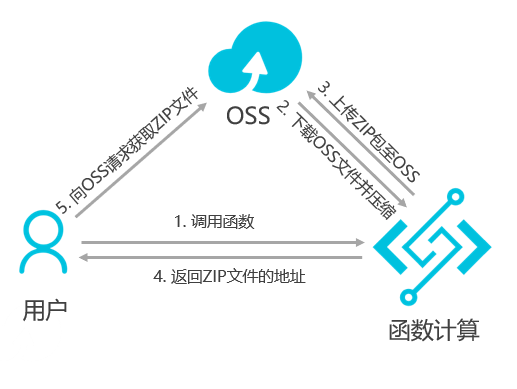 OSS
3. 上传ZIP包至OSS
2. 下载OSS文件并压缩
5. 向OSS请求获取ZIP文件
1. 调用函数
4. 返回ZIP文件的地址
用户
函数计算